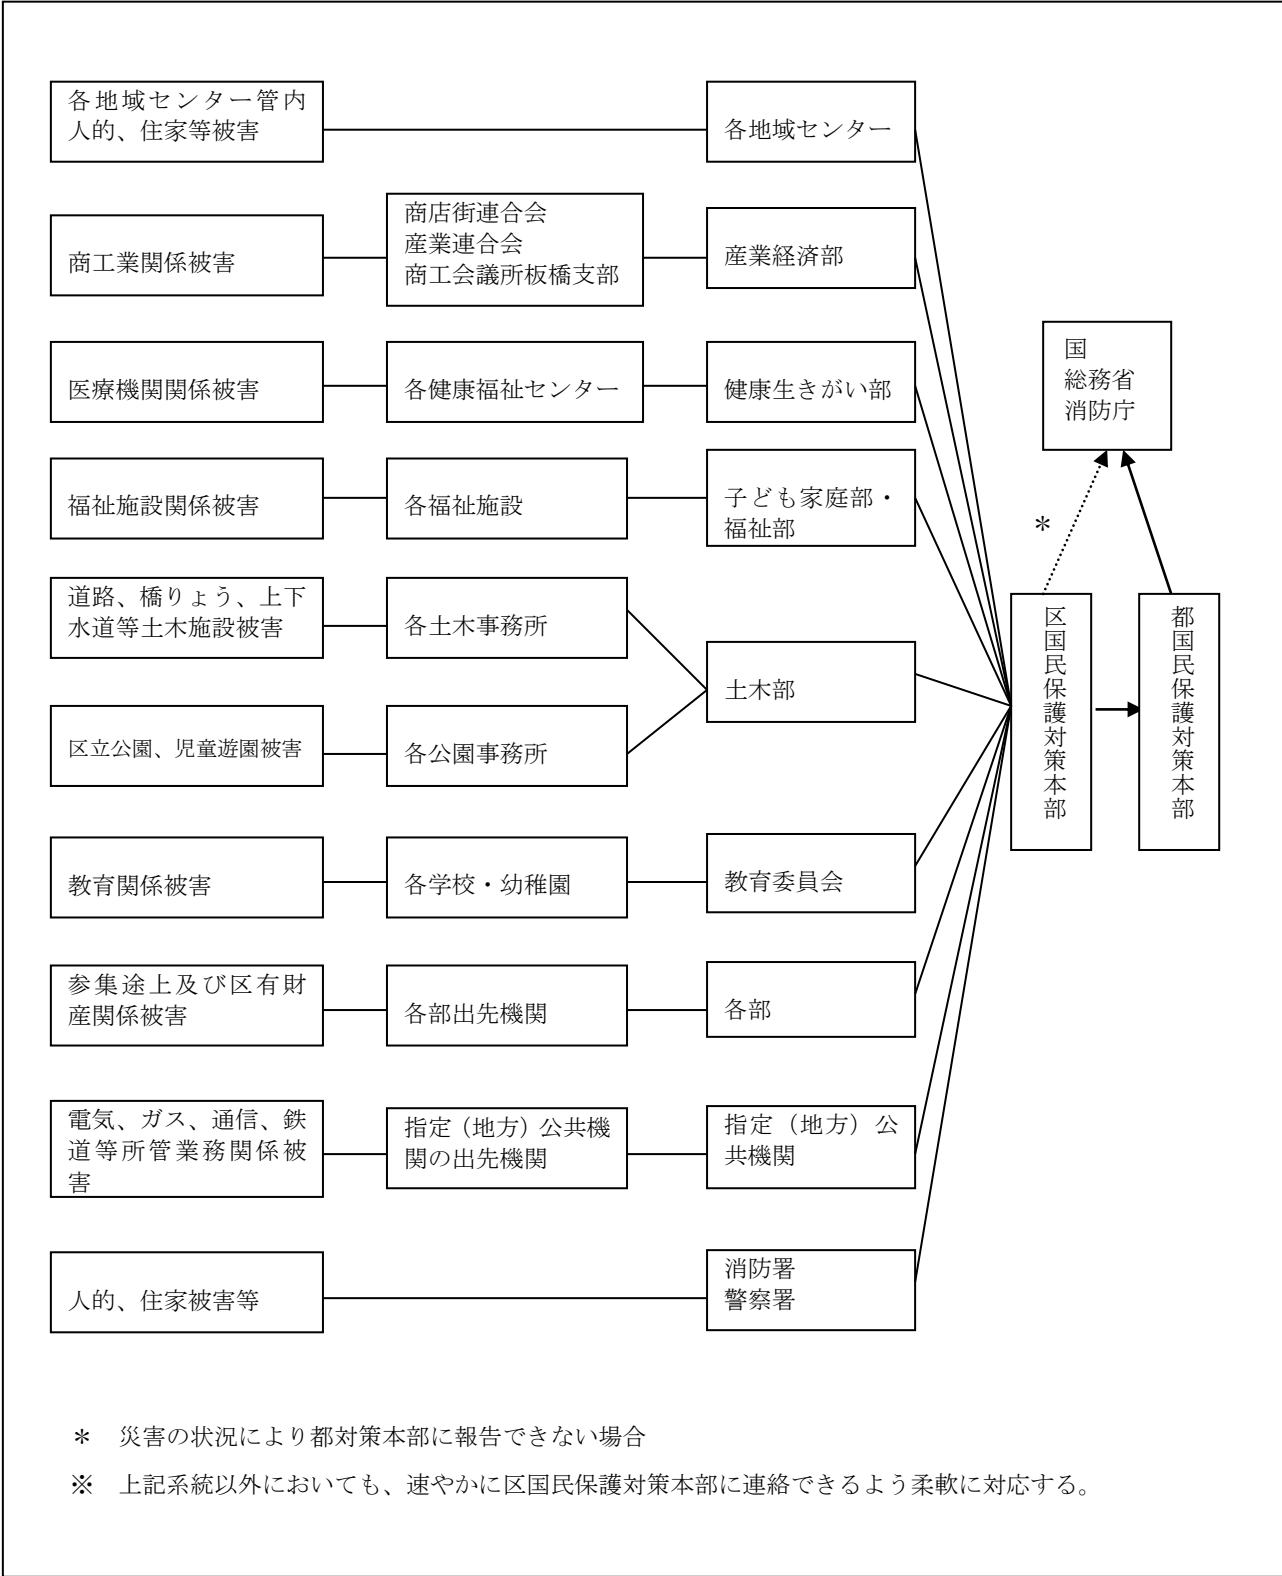 各地域センター管内
人的、住家等被害
各地域センター
商工業関係被害
商店街連合会
産業連合会
商工会議所板橋支部
産業経済部
医療機関関係被害
各健康福祉センター
健康生きがい部
福祉施設関係被害
各福祉施設
子ども家庭部・
福祉部
道路、橋りょう、上下
水道等土木施設被害
各土木事務所
土木部
区立公園、児童遊園被害
各公園事務所
教育関係被害
各学校・幼稚園
教育委員会
参集途上及び区有財
産関係被害
各部出先機関
各部
電気、ガス、通信、鉄
道等所管業務関係被
害
指定（地方）公共機
関の出先機関
指定（地方）公
共機関
人的、住家被害等
消防署
警察署
国
総務省
消防庁
＊
区国民保護対策本部
都国民保護対策本部
＊　災害の状況により都対策本部に報告できない場合
※　上記系統以外においても、速やかに区国民保護対策本部に連絡できるよう柔軟に対応する。